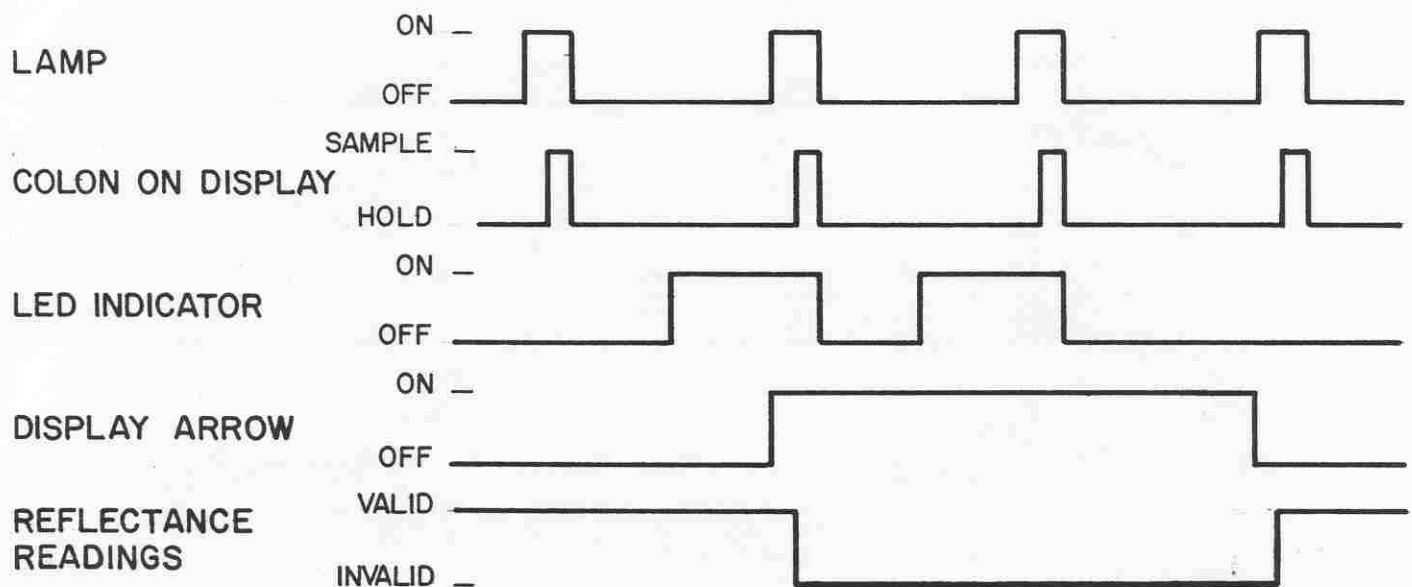 LAMP
ON
OFF
COLON ON DISPLAY
SAMPLE
HOLD
LED INDICATOR
ON
OFF
DISPLAY ARROW
ON
OFF
REFLECTANCE
READINGS
VALID
INVALID